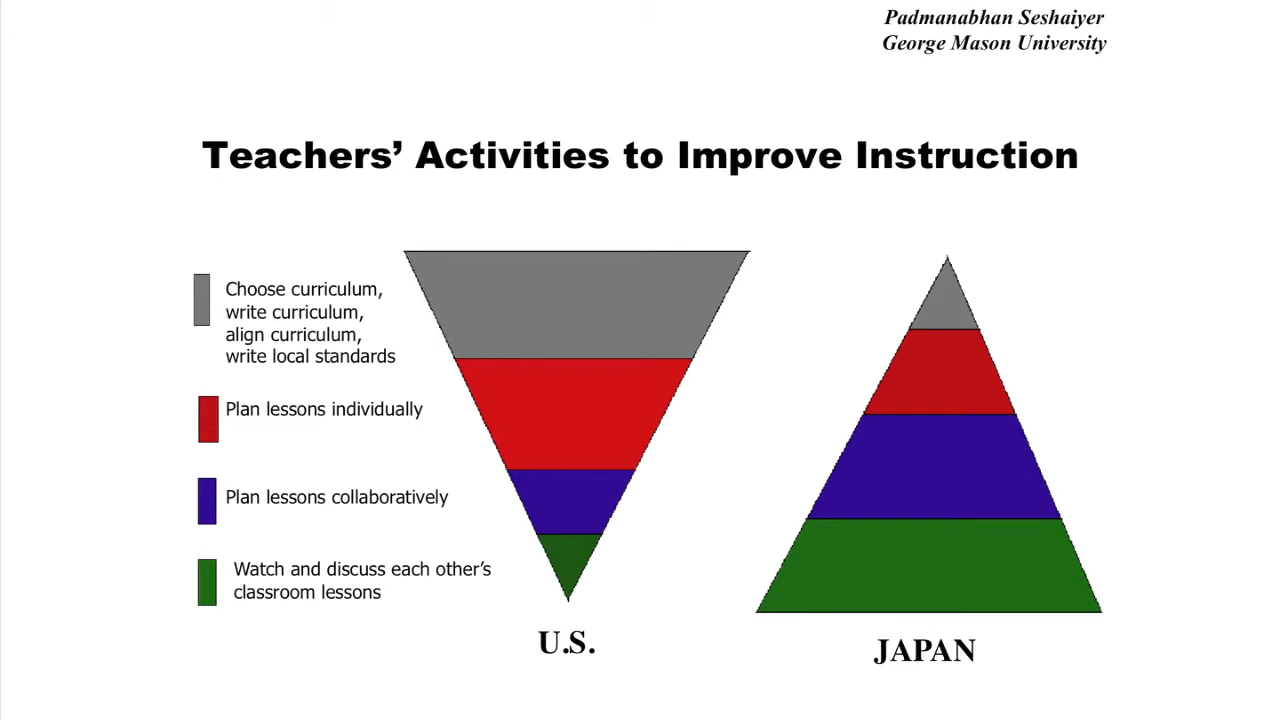 Padmanabhan Seshaiyer
George Mason University
Teachers’ Activities to Improve Instruction
Choose curriculum,
write curriculum,
align curriculum,
write local standards
Plan lessons individually
Plan lessons collaboratively
Watch and discuss each other’s
classroom lessons
U.S.
JAPAN